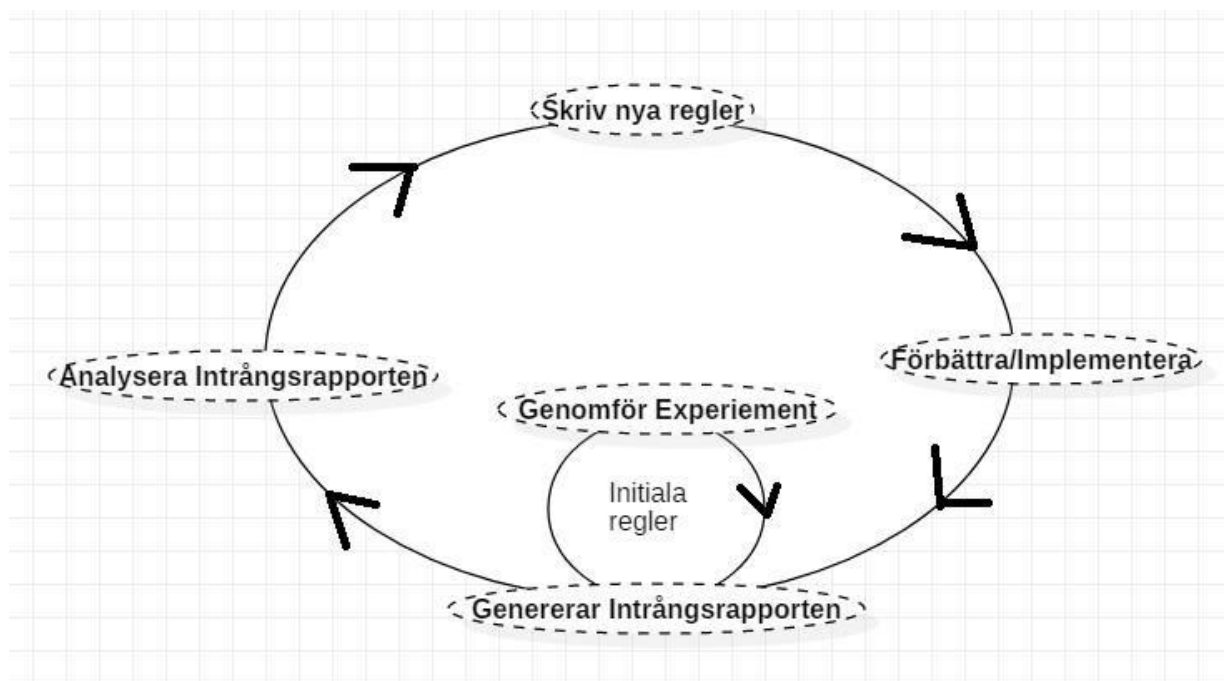 Skriv nya regler
Förbättra/Implementera
Analysera Intrångsrapporten
Genomför Experiement
Initiala
regler
Genererar Intrångsrapporten